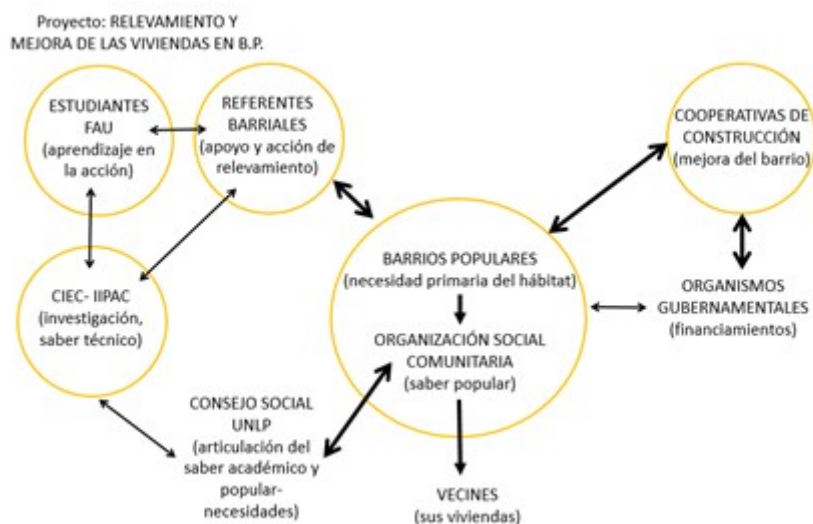 Proyecto: RELEVAMIENTO Y
MEJORA DE LAS VIVIENDAS EN B.P.
ESTUDIANTES
FAU
(aprendizaje en
la acción)
REFERENTES
BARRIALES
(apoyo y acción de
relevamiento)
COOPERATIVAS DE
CONSTRUCCIÓN
(mejora del barrio)
CIEC- IIPAC
(investigación,
saber técnico)
BARRIOS POPULARES
(necesidad primaria del hábitat)
ORGANIZACIÓN SOCIAL
COMUNITARIA
(saber popular)
ORGANISMOS
GUBERNAMENTALES
(financiamientos)
CONSEJO SOCIAL
UNLP
(articulación del
saber académico y
popular-
necesidades)
VECINES
(sus viviendas)